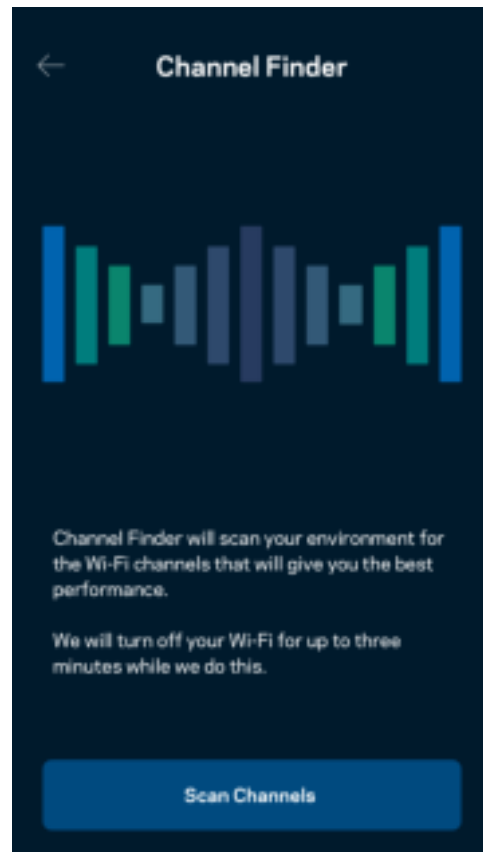 Channel Finder
Channel Finder will scan your environment for
the Wi-Fi channels that will give you the best
performance.
We will turn off your Wi-Fi for up to three
minutes while we do this.
Scan Channels